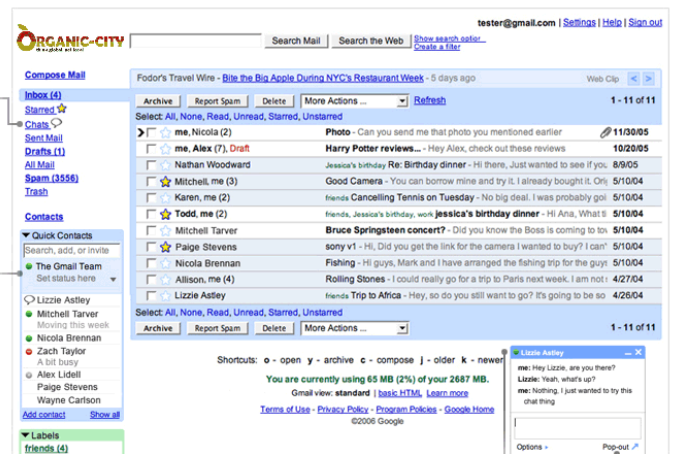 tester@gmail.com | Settings | Help | Sign out
ORGANIC-CITY
Search Mail Search the Web Show search option...
Create a filter
Compose Mail
Inbox (4)
Starred
Chats
Sent Mail
Drafts (1)
All Mail
Spam (3556)
Trash
Contacts
Quick Contacts
Search, add, or invite
The Gmail Team
Set status here
Lizzie Astley
Mitchell Tarver
Moving this week
Nicola Brennan
Zach Taylor
A bit busy
Alex Lidell
Paige Stevens
Wayne Carlson
Add contact Show all
Labels
friends (4)
Fodor's Travel Wire - Bite the Big Apple During NYC's Restaurant Week - 5 days ago Web Clip < >
Archive Report Spam Delete More Actions ... Refresh 1 - 11 of 11
Select: All, None, Read, Unread, Starred, Unstarred
me, Nicola (2) Photo - Can you send me that photo you mentioned earlier 11/30/05
me, Alex (7), Draft Harry Potter reviews... - Hey Alex, check out these reviews 10/20/05
Nathan Woodward Jessica's birthday Re: Birthday dinner - Hi there, Just wanted to see if you 8/9/05
Mitchell, me (3) Good Camera - You can borrow mine and try it. I already bought it. Ori 5/10/04
Karen, me (2) friends Cancelling Tennis on Tuesday - No big deal. I was probably goi 5/10/04
Todd, me (2) friends, Jessica's birthday, work jessica's birthday dinner - Hi Ana, What ti 5/10/04
Mitchell Tarver Bruce Springsteen concert? - Did you know the Boss is coming to tow 5/10/04
Paige Stevens sony v1 - Hi, Did you get the link for the camera I wanted to buy? I can' 5/10/04
Nicola Brennan Fishing - Hi guys, Mark and I have arranged the fishing trip for the guys 5/10/04
Allison, me (4) Rolling Stones - I could really go for a trip to Paris next week. I am not 4/27/04
Lizzie Astley friends Trip to Africa - Hey, so do you still want to go? It's going to be so 4/26/04
Select: All, None, Read, Unread, Starred, Unstarred
Archive Report Spam Delete More Actions ... 1 - 11 of 11
Shortcuts: o - open y - archive c - compose j - older k - newer
You are currently using 65 MB (2%) of your 2687 MB.
Gmail view: standard | basic HTML Learn more
Terms of Use - Privacy Policy - Program Policies - Google Home
©2006 Google
Lizzie Astley
me: Hey Lizzie, are you there?
Lizzie: Yeah, what's up?
me: Nothing, I just wanted to try this
chat thing
Options Pop-out